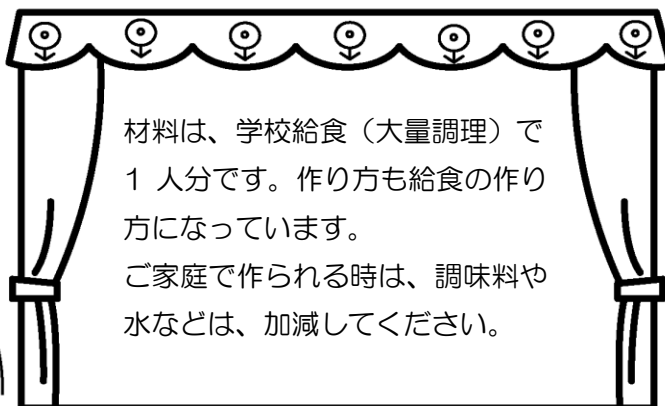 材料は、学校給食（大量調理）で
1 人分です。作り方も給食の作り
方になっています。
ご家庭で作られる時は、調味料や
水などは、加減してください。